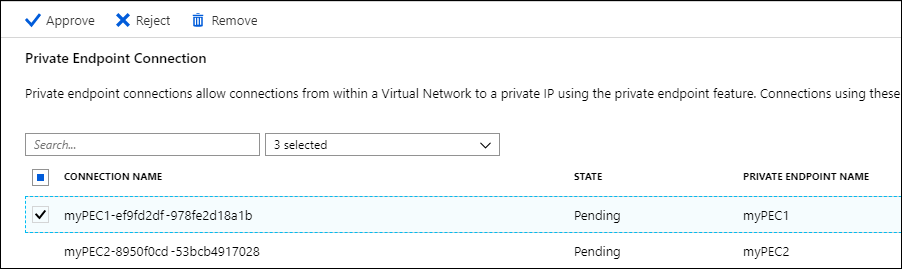 Approve Reject Remove
Private Endpoint Connection
Private endpoint connections allow connections from within a Virtual Network to a private IP using the private endpoint feature. Connections using these
Search... 3 selected
CONNECTION NAME STATE PRIVATE ENDPOINT NAME
myPEC1-ef9fd2df-978fe2d18a1b Pending myPEC1
myPEC2-8950f0cd-53bcb4917028 Pending myPEC2